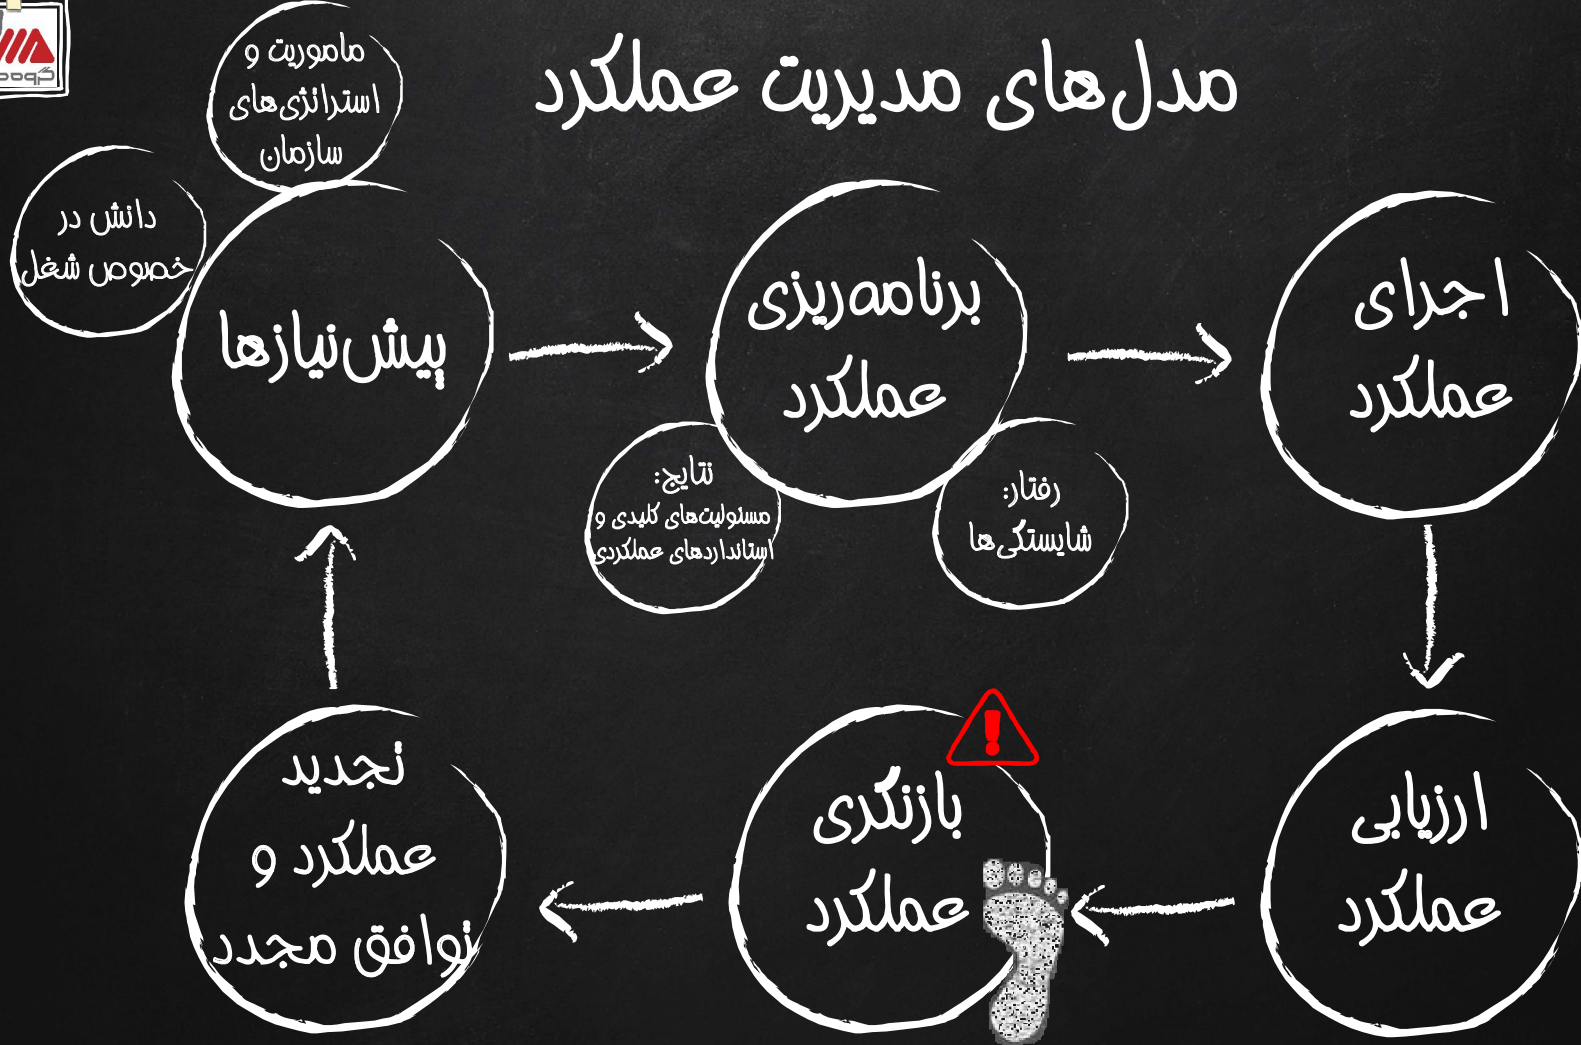 مدل‌های مدیریت عملکرد
ماموریت و
استراتژی‌های
سازمان
دانش در
خصوص شغل
پیش‌نیازها
برنامه‌ریزی
عملکرد
نتایج:
مسئولیت‌های کلیدی و
استانداردهای عملکردی
رفتار:
شایستگی‌ها
اجرای
عملکرد
ارزیابی
عملکرد
بازنگری
عملکرد
تجدید
عملکرد و
توافق مجدد
گروه